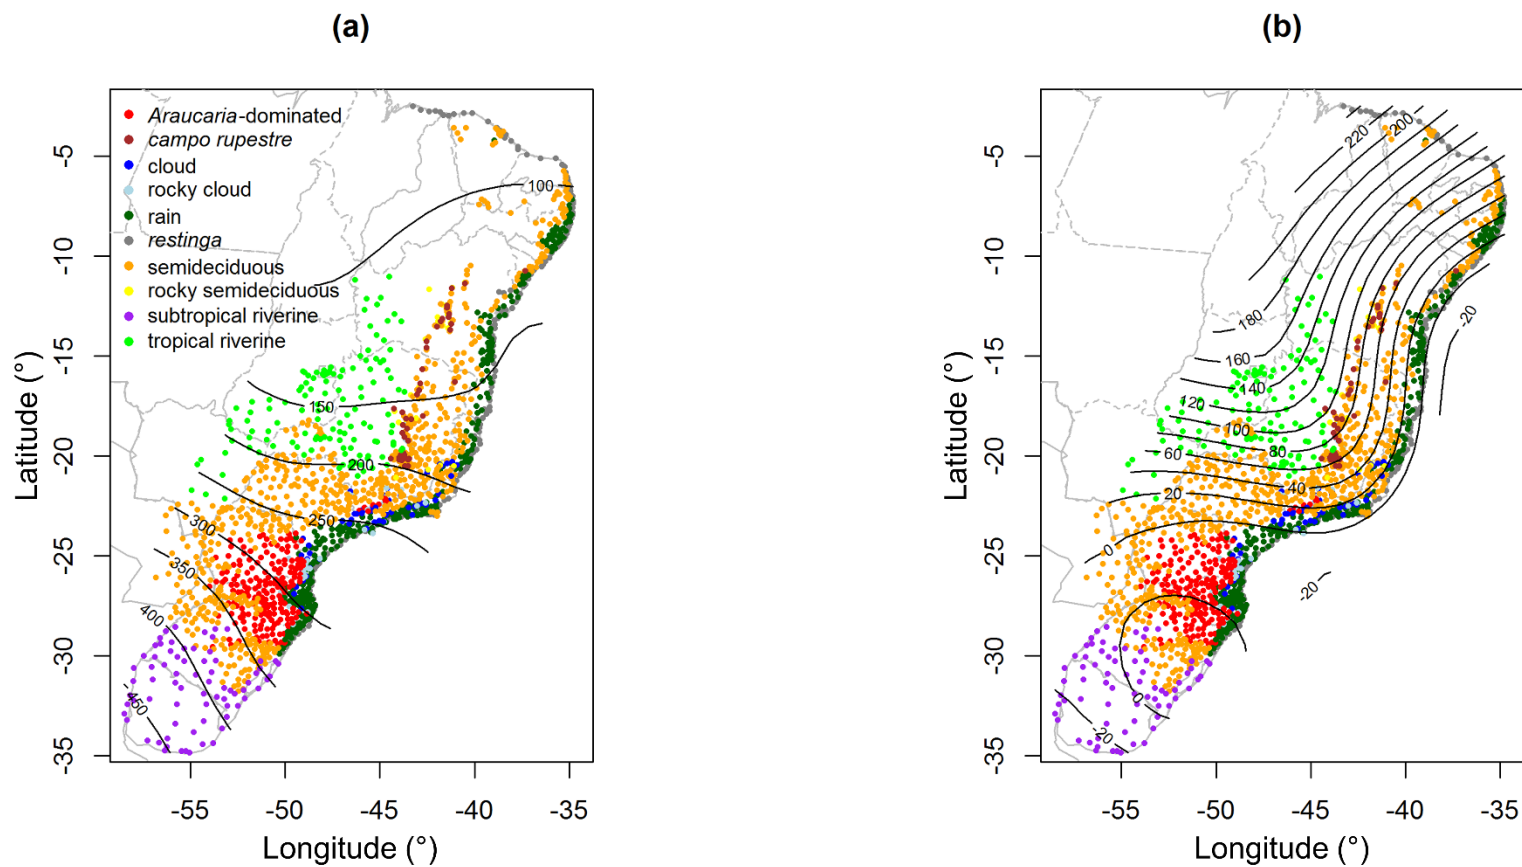 (a)
Araucaria-dominated
campo rupestre
cloud
rocky cloud
rain
restinga
semideciduous
rocky semideciduous
subtropical riverine
tropical riverine
100
150
200
250
300
350
400
450
-5
-10
-15
-20
-25
-30
-35
Latitude (°)
-55 -50 -45 -40 -35
Longitude (°)
(b)
220
200
180
160
140
120
100
80
60
40
20
0
-20
-20
0
-20
-5
-10
-15
-20
-25
-30
-35
Latitude (°)
-55 -50 -45 -40 -35
Longitude (°)